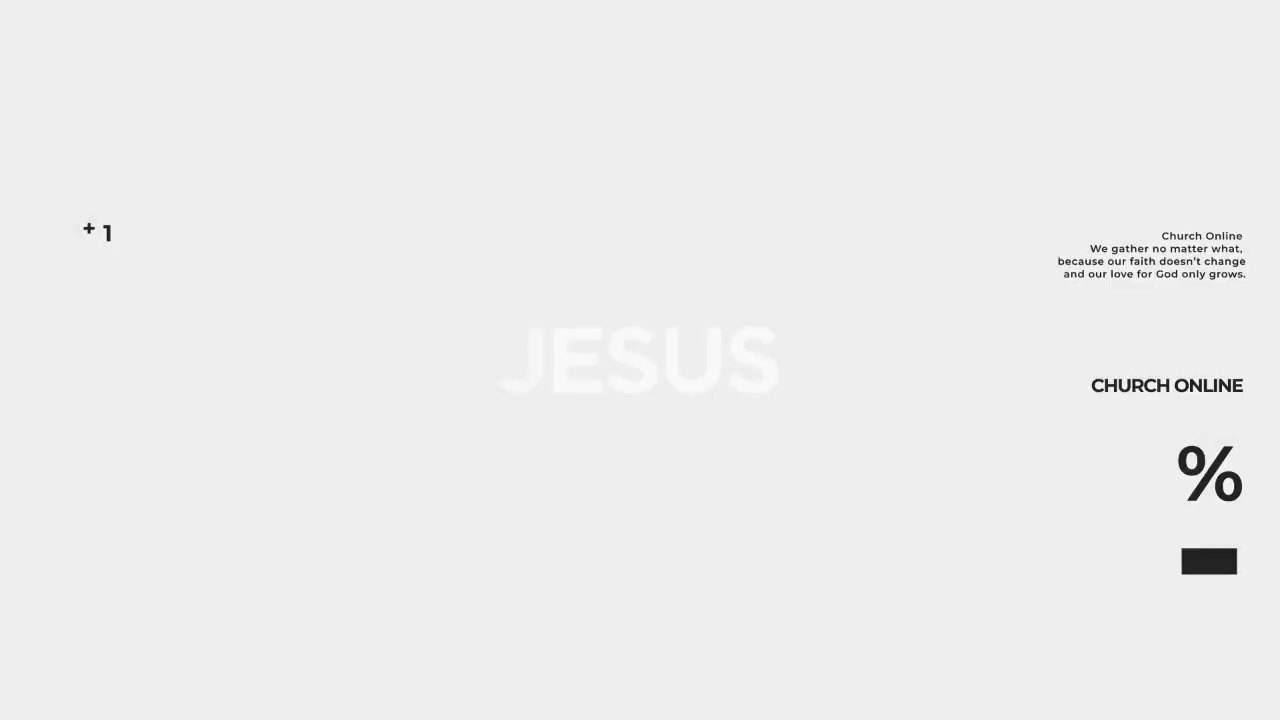 + 1
Church Online
We gather no matter what,
because our faith doesn’t change
and our love for God only grows.
JESUS
CHURCH ONLINE
%